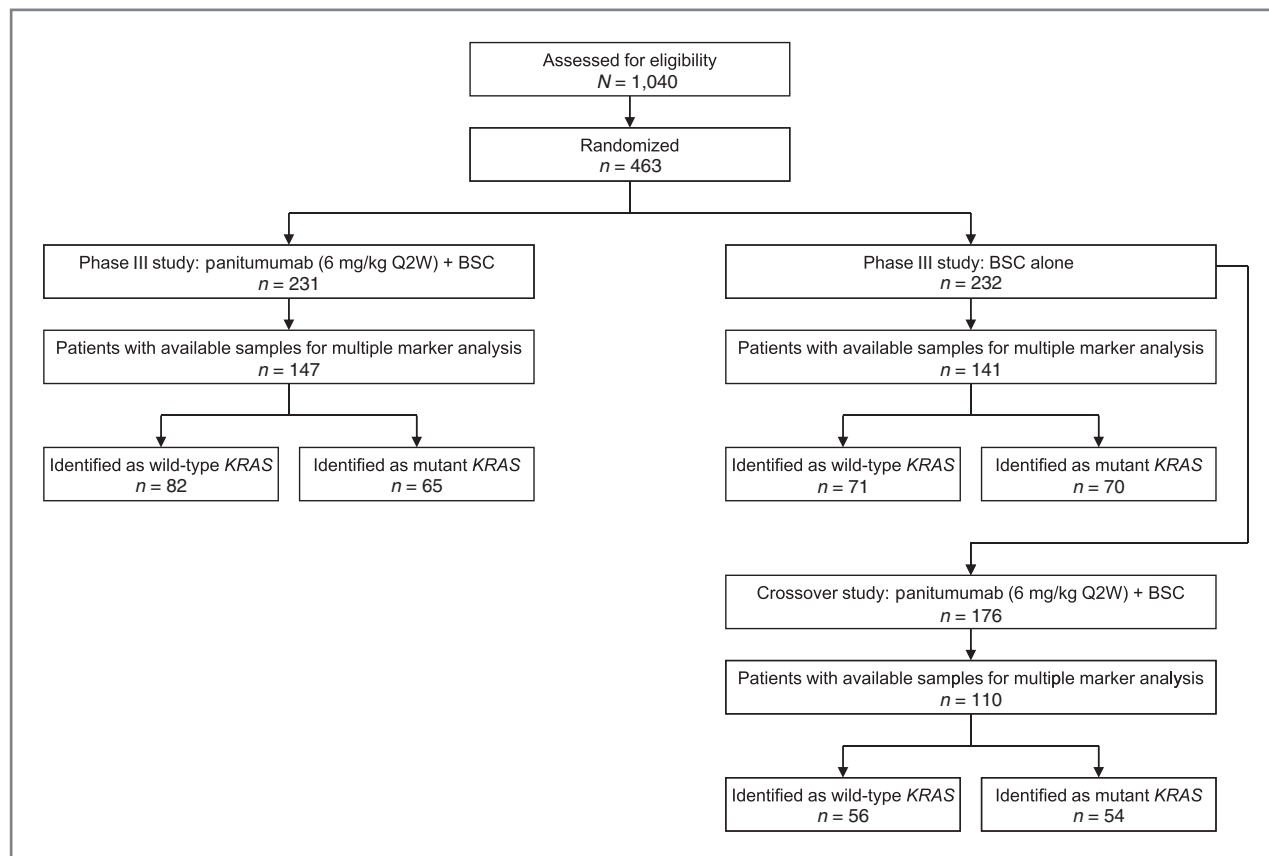 Assessed for eligibility
N = 1,040
Randomized
n = 463
Phase III study: panitumumab (6 mg/kg Q2W) + BSC
n = 231
Phase III study: BSC alone
n = 232
Patients with available samples for multiple marker analysis
n = 147
Patients with available samples for multiple marker analysis
n = 141
Identified as wild-type KRAS
n = 82
Identified as mutant KRAS
n = 65
Identified as wild-type KRAS
n = 71
Identified as mutant KRAS
n = 70
Crossover study: panitumumab (6 mg/kg Q2W) + BSC
n = 176
Patients with available samples for multiple marker analysis
n = 110
Identified as wild-type KRAS
n = 56
Identified as mutant KRAS
n = 54